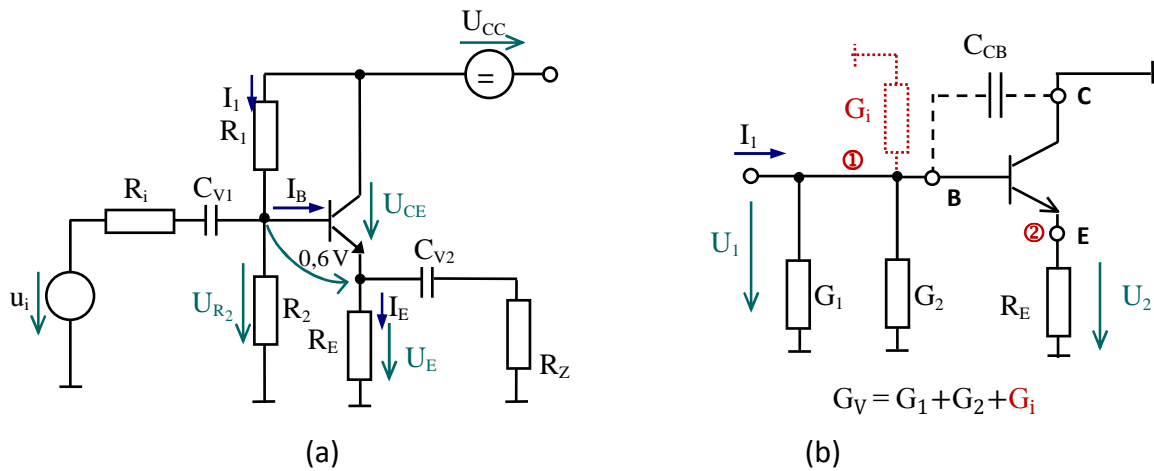 U_CC
=
I_1
R_1
R_i
C_V1
I_B
U_CE
0,6 V
C_V2
u_i
U_R_2
R_2
I_E
R_E
U_E
R_Z
(a)
C_CB
C
G_i
I_1
①
B
②
E
U_1
G_1
G_2
R_E
U_2
G_V = G_1+G_2+G_i
(b)